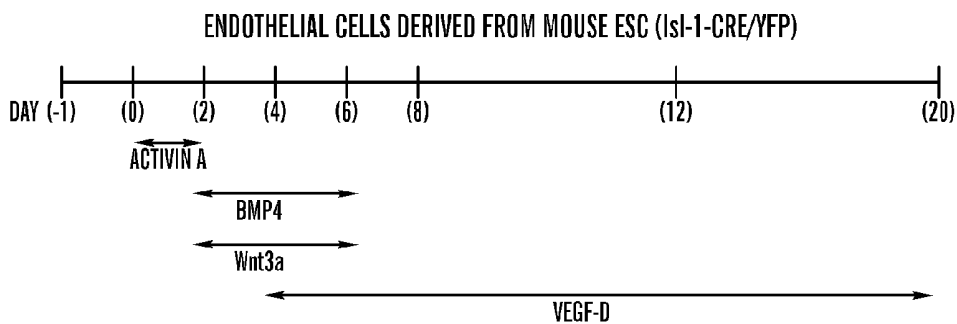 ENDOTHELIAL CELLS DERIVED FROM MOUSE ESC (Isl-1-CRE/YFP)
DAY (-1) (0) (2) (4) (6) (8) (12) (20)
ACTIVIN A
BMP4
Wnt3a
VEGF-D